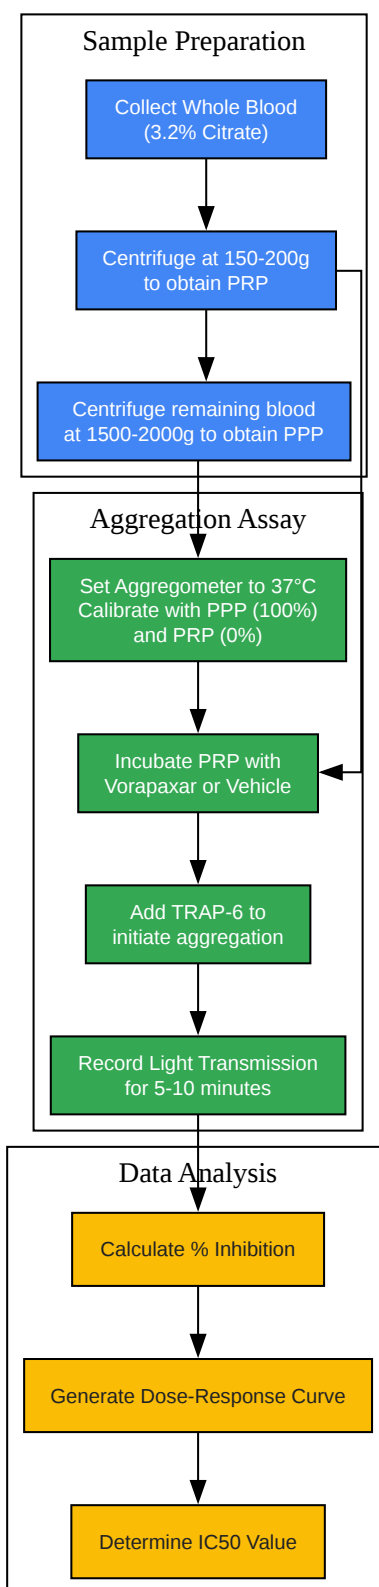 Sample Preparation
Collect Whole Blood
(3.2% Citrate)
Centrifuge at 150-200g
to obtain PRP
Centrifuge remaining blood
at 1500-2000g to obtain PPP
Aggregation Assay
Set Aggregometer to 37°C
Calibrate with PPP (100%)
and PRP (0%)
Incubate PRP with
Vorapaxar or Vehicle
Add TRAP-6 to
initiate aggregation
Record Light Transmission
for 5-10 minutes
Data Analysis
Calculate % Inhibition
Generate Dose-Response Curve
Determine IC50 Value